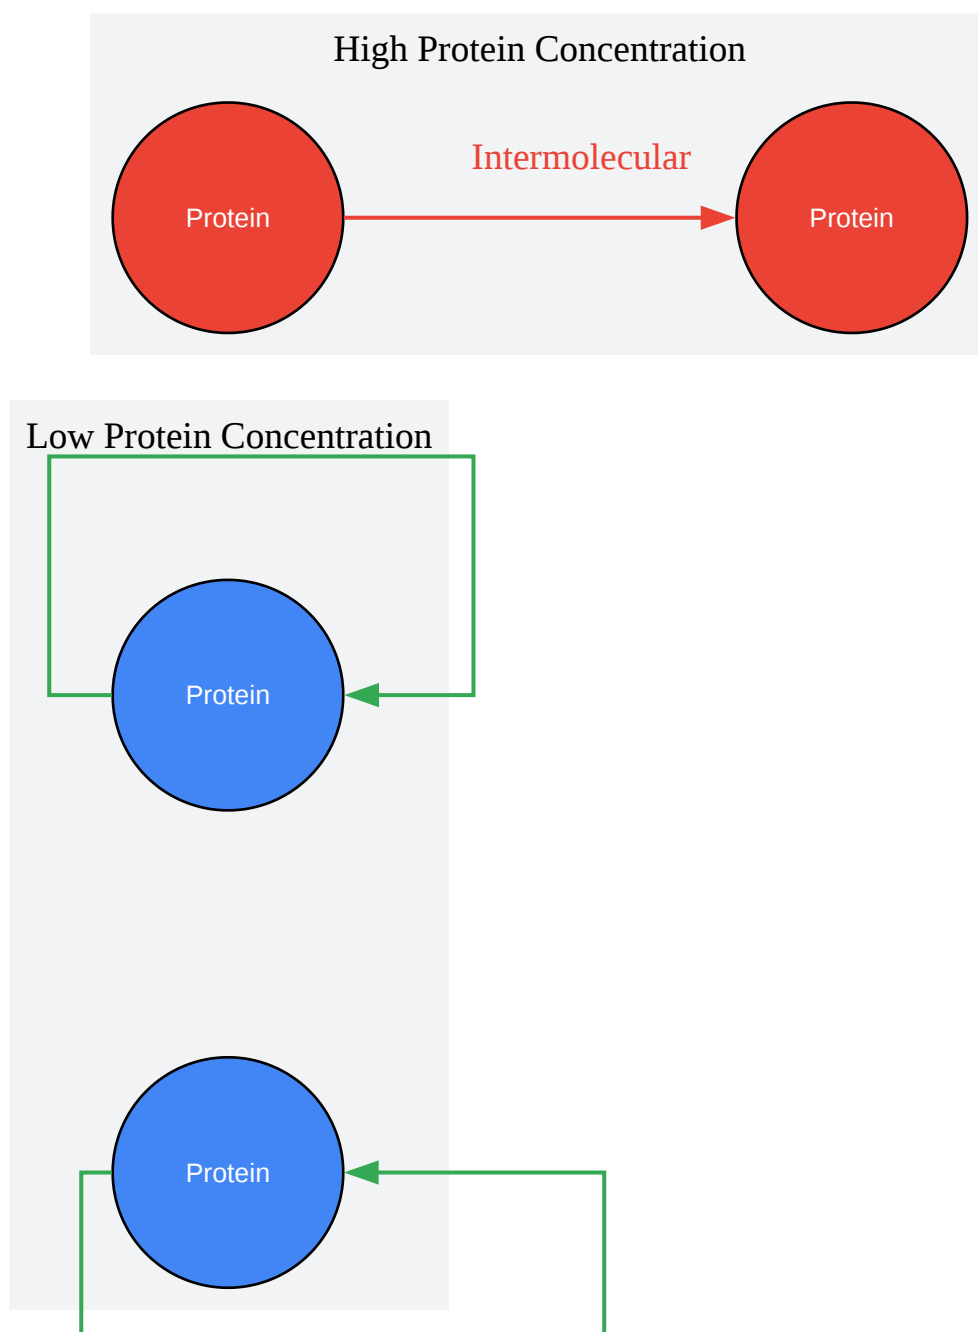 High Protein Concentration
Intermolecular
Protein
Protein
Low Protein Concentration
Protein
Protein